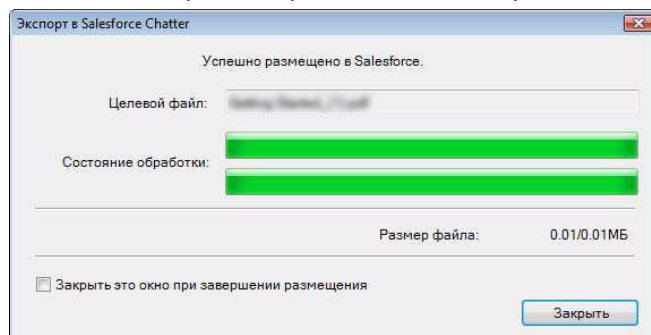 Экспорт в Salesforce Chatter
Успешно размещено в Salesforce.
Целевой файл:
Состояние обработки:
Размер файла: 0.01/0.01МБ
Закрыть это окно при завершении размещения
Закрыть